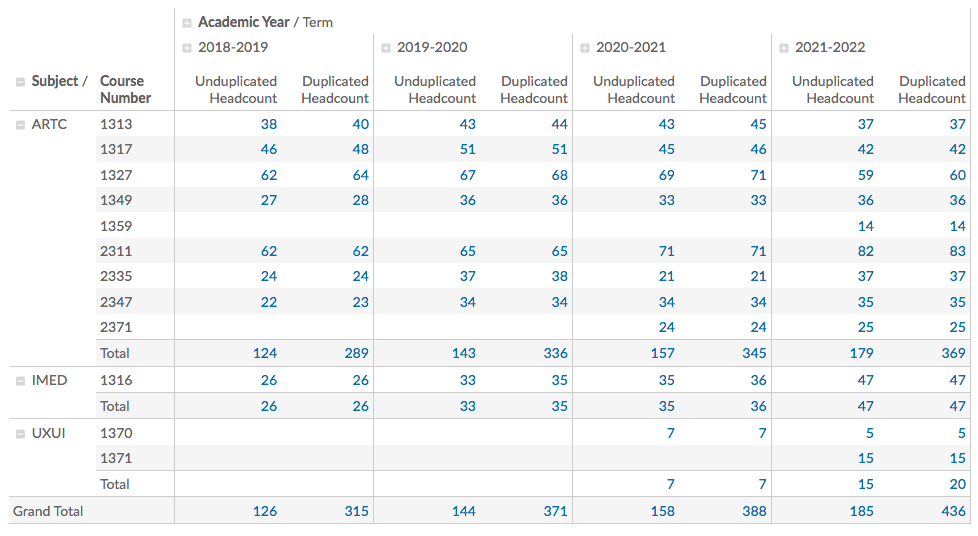 Academic Year / Term
2018-2019 2019-2020 2020-2021 2021-2022
Subject / Course Unduplicated Duplicated Unduplicated Duplicated Unduplicated Duplicated Unduplicated Duplicated
Number Headcount Headcount Headcount Headcount Headcount Headcount Headcount Headcount
ARTC 1313 38 40 43 44 43 45 37 37
1317 46 48 51 51 45 46 42 42
1327 62 64 67 68 69 71 59 60
1349 27 28 36 36 33 33 36 36
1359 14 14
2311 62 62 65 65 71 71 82 83
2335 24 24 37 38 21 21 37 37
2347 22 23 34 34 34 34 35 35
2371 24 24 25 25
Total 124 289 143 336 157 345 179 369
IMED 1316 26 26 33 35 35 36 47 47
Total 26 26 33 35 35 36 47 47
UXUI 1370 7 7 5 5
1371 15 15
Total 7 7 15 20
Grand Total 126 315 144 371 158 388 185 436